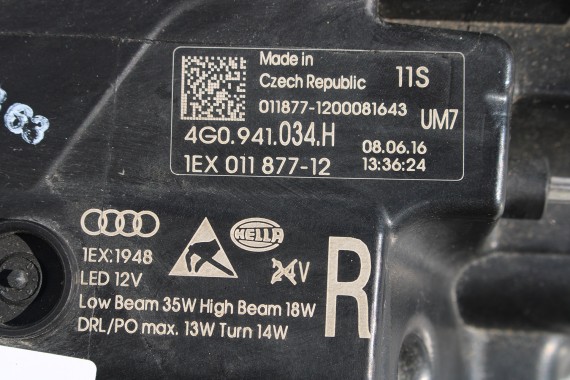 Made in
Czech Republic 11S
011877-1200081643
UM7
4G0.941.034.H 08.06.16
1EX 011 877-12 13:36:24
1EX:1948
HELLA
LED 12V 24V
Low Beam 35W High Beam 18W
DRL/PO max. 13W Turn 14W
R